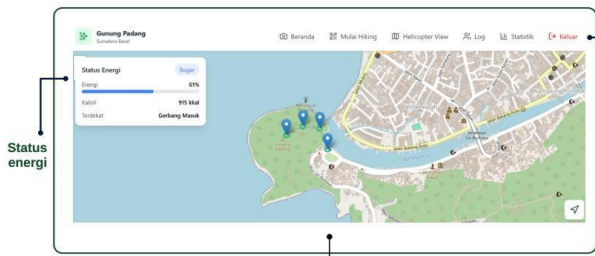 Gunung Padang
Sumatera Barat
Beranda
Mulai Hiking
Helicopter View
Log
Statistik
Keluar
Status Energi
Bugar
Energi
61%
Kalori
915 kkal
Terdekat
Gerbang Masuk
Status
energi